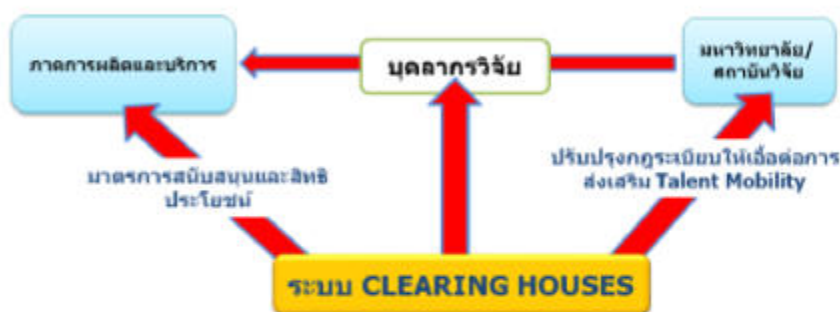 ภาคการผลิตและบริการ
บุคลากรวิจัย
มหาวิทยาลัย/
สถาบันวิจัย
มาตรการสนับสนุนและสิทธิ
ประโยชน์
ปรับปรุงกฎระเบียบให้เอื้อต่อการ
ส่งเสริม Talent Mobility
ระบบ CLEARING HOUSES